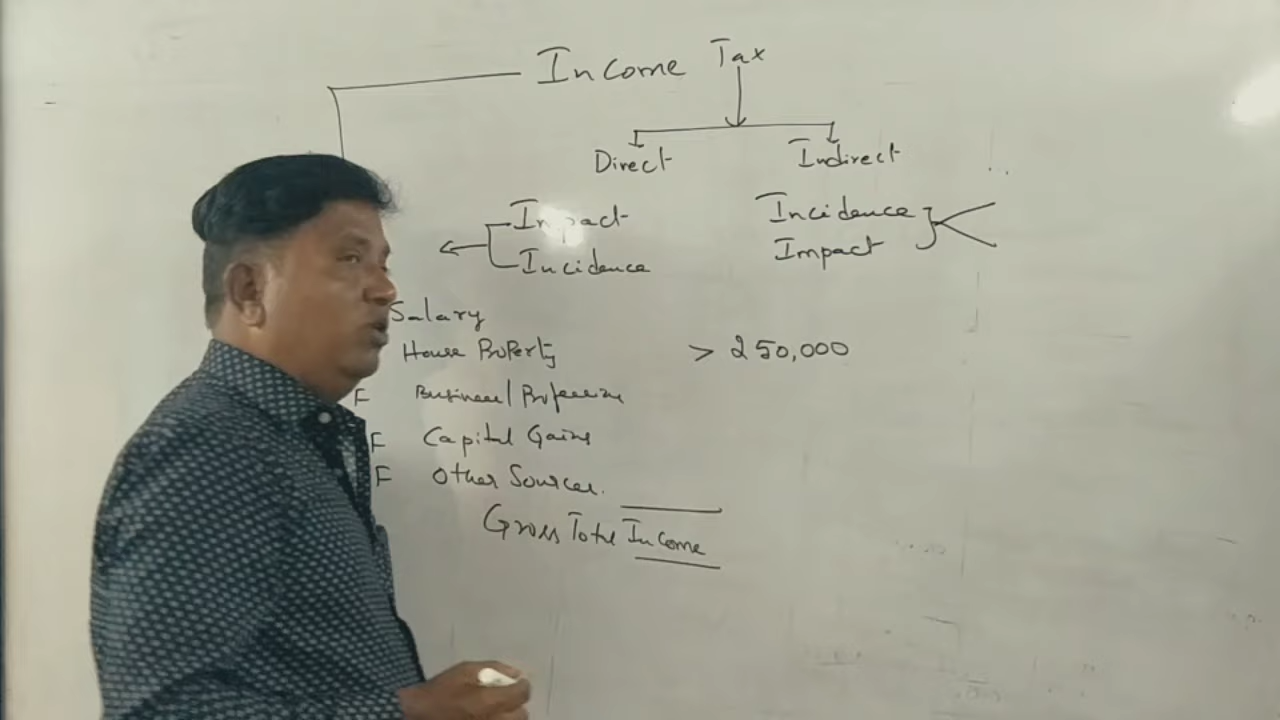 Income Tax
Direct Indirect
Impact Incidence
Incidence Impact
Salary
House Property > 250,000
F Business/Profession
F Capital Gains
F Other Sources.
Gross Total Income